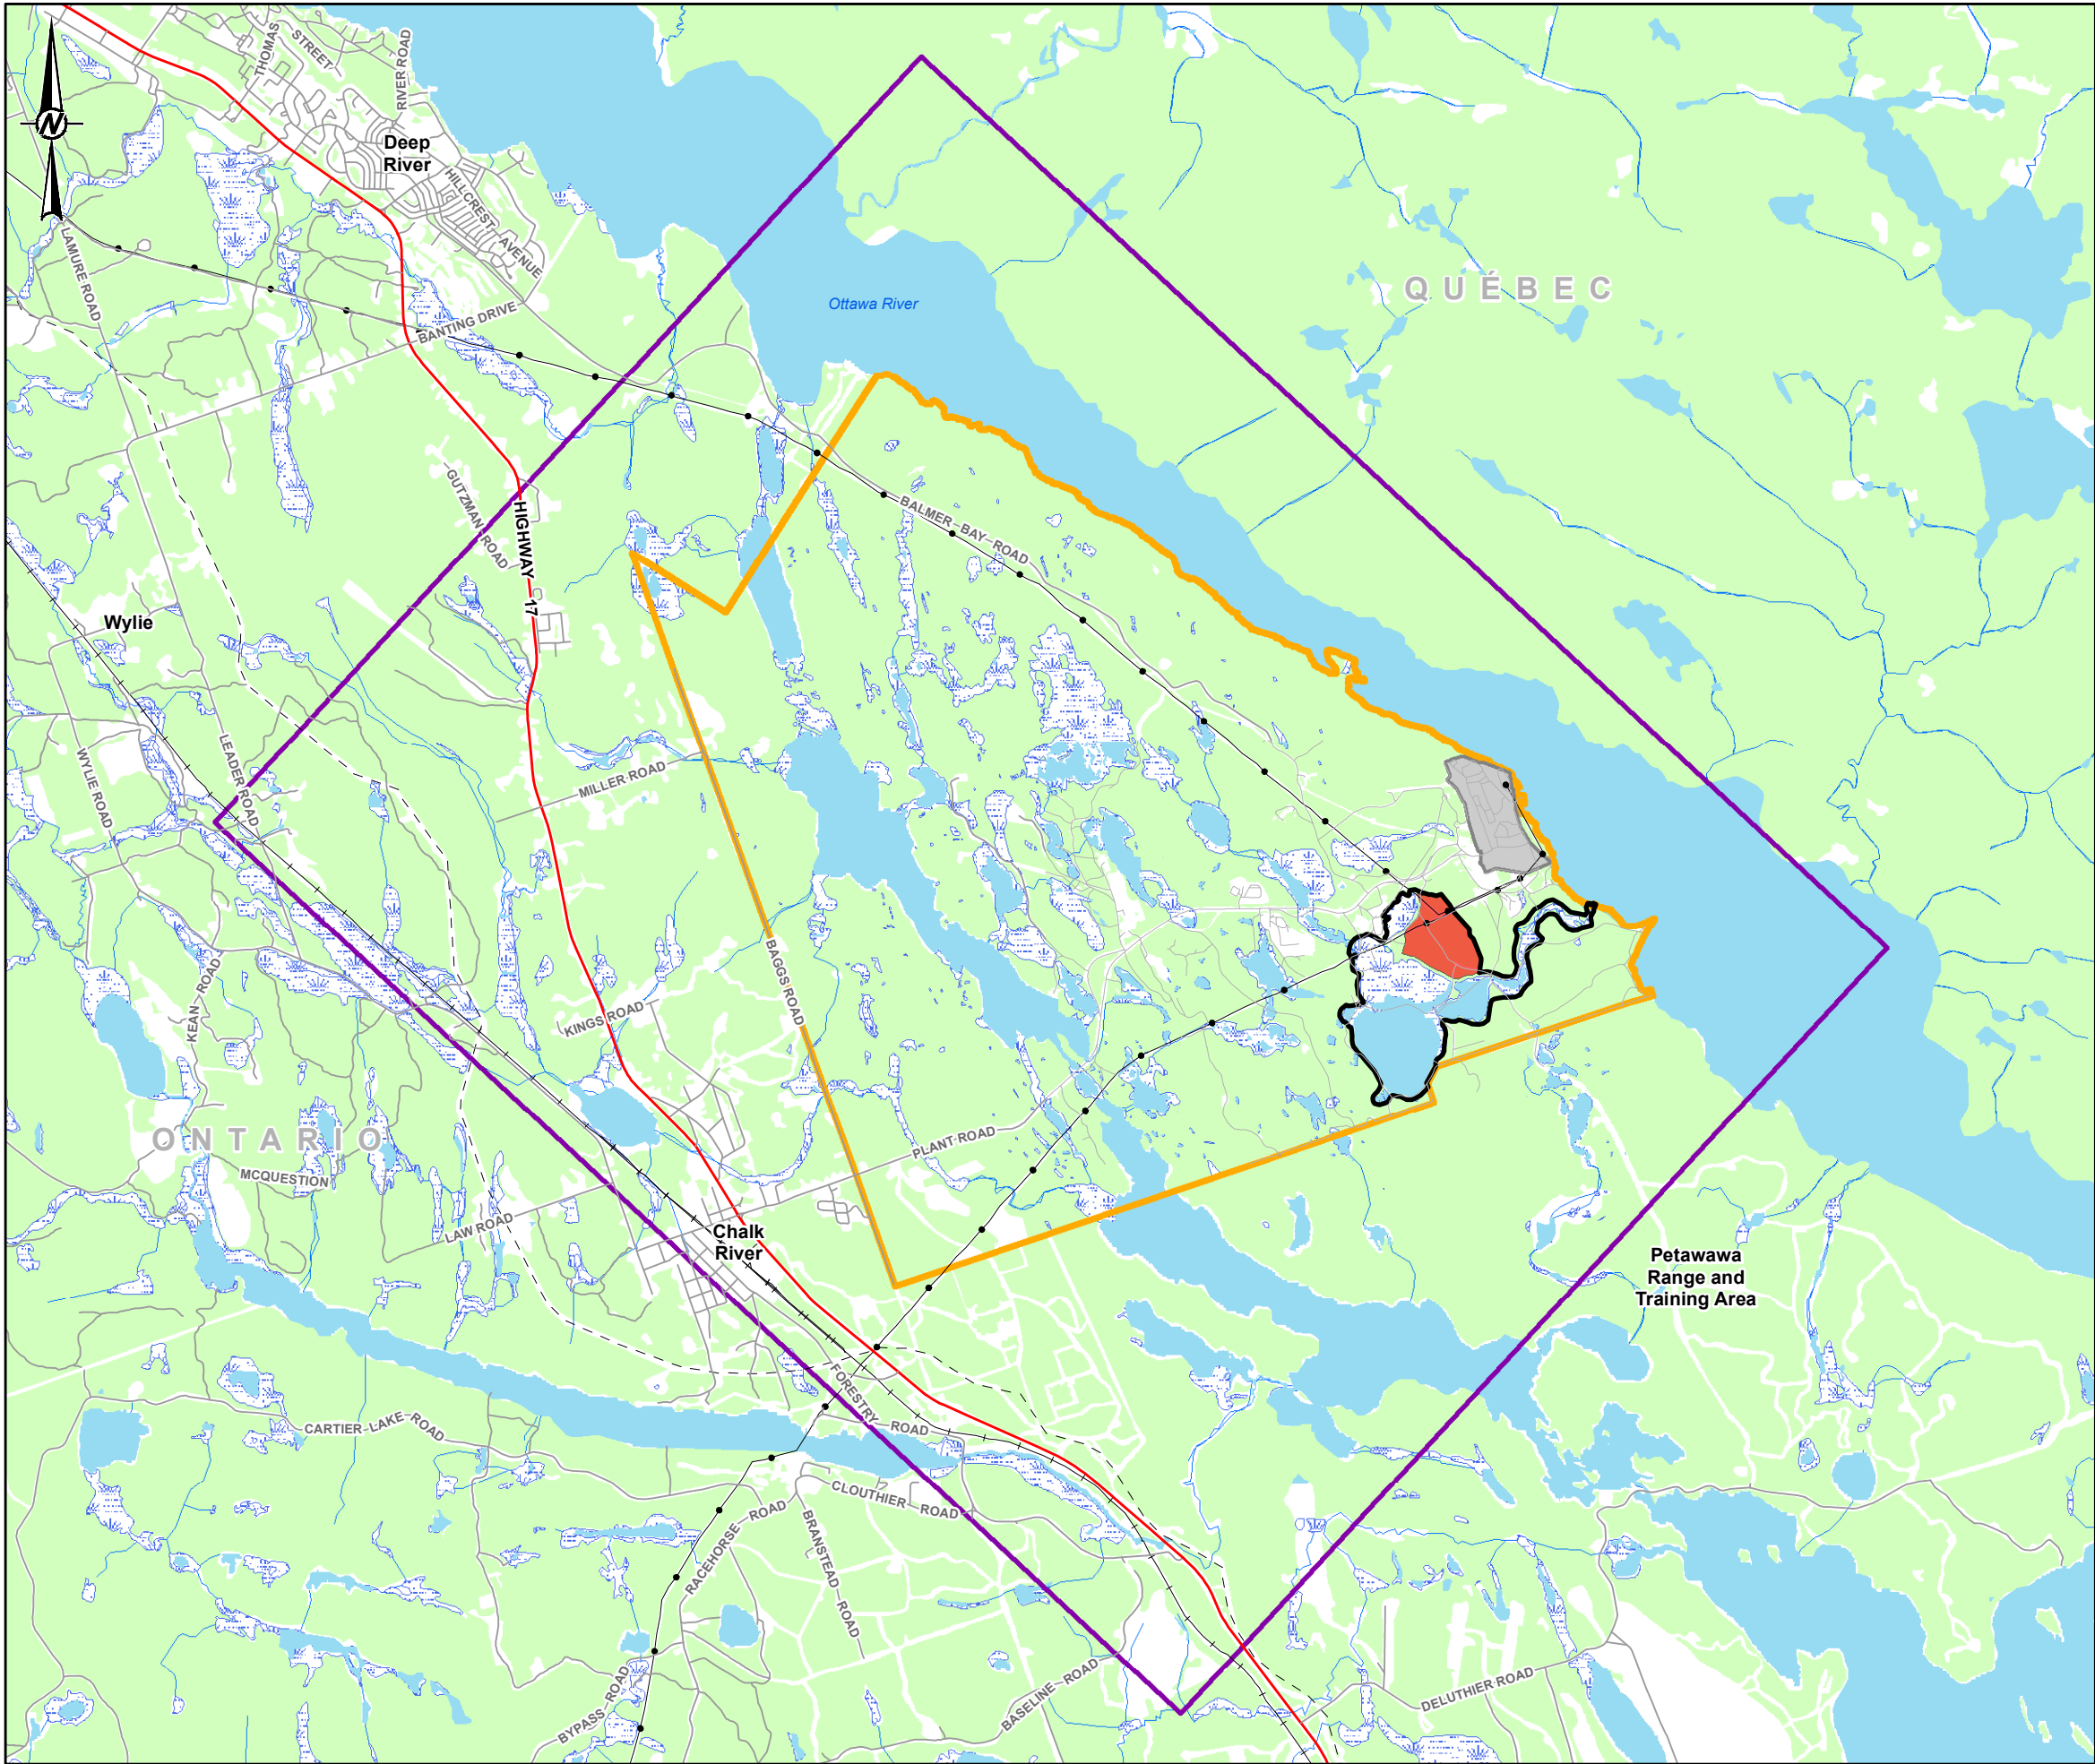 THOMAS
STREET
RIVER ROAD
N
Deep
River
HILLCREST AVENUE
LAMURE ROAD
BANTING DRIVE
Ottawa River
QUÉBEC
GUTZMAN ROAD
HIGHWAY 17
BALMER BAY ROAD
Wylie
WYLIE ROAD
LEADER ROAD
MILLER ROAD
BAGGS ROAD
KEAN ROAD
KINGS ROAD
ONTARIO
MCQUESTION
PLANT ROAD
LAW ROAD
Chalk
River
Petawawa
Range and
Training Area
FORESTRY ROAD
CARTIER LAKE ROAD
CLOUTHIER ROAD
RACEHORSE ROAD
BRANSTEAD ROAD
BYPASS ROAD
BASELINE ROAD
DELUTHIER ROAD